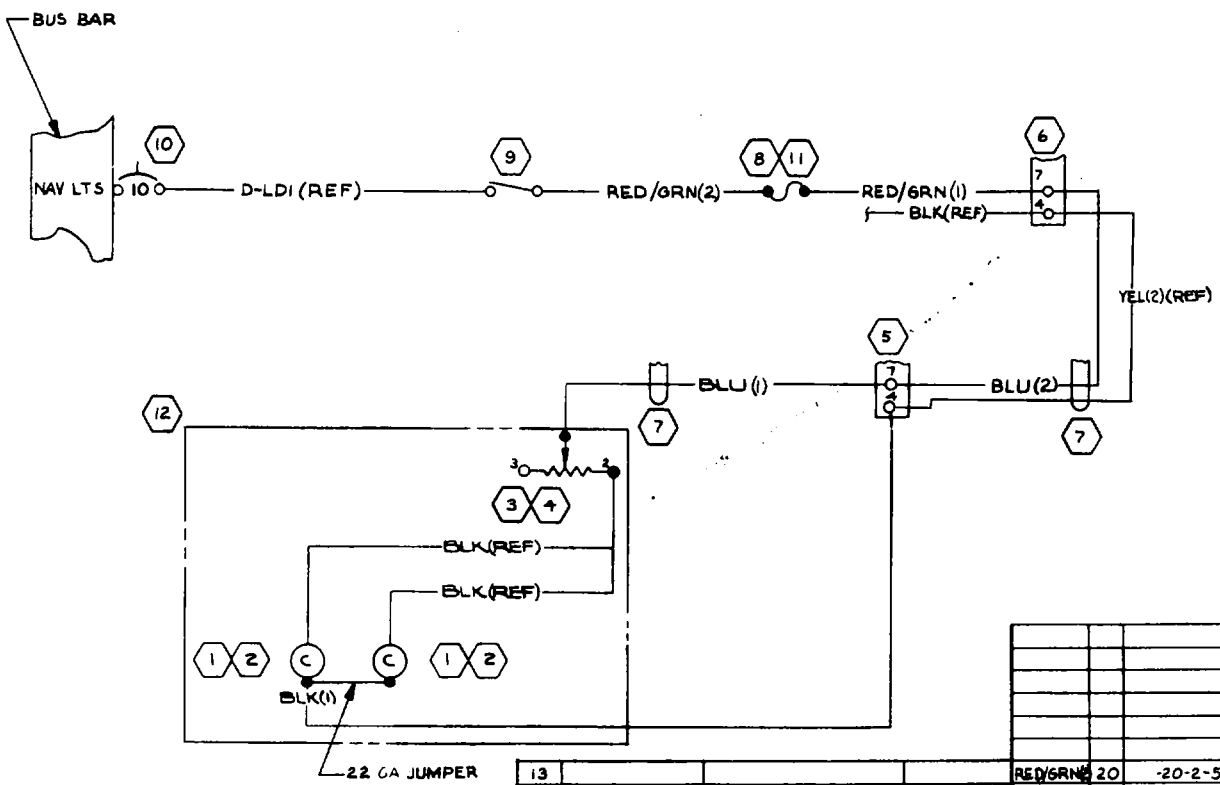 BUS BAR
10
9
8 11
6
NAV LTS
10
D-LD1 (REF)
RED/GRN(2)
RED/GRN(1)
7
BLK(REF)
4
YEL(2)(REF)
5
7
BLU(1)
BLU(2)
4
12
7
7
3
2
3 4
BLK(REF)
BLK(REF)
1 2
C
C
1 2
BLK(1)
22 GA JUMPER
13
RED/GRN 20 -20-2-5